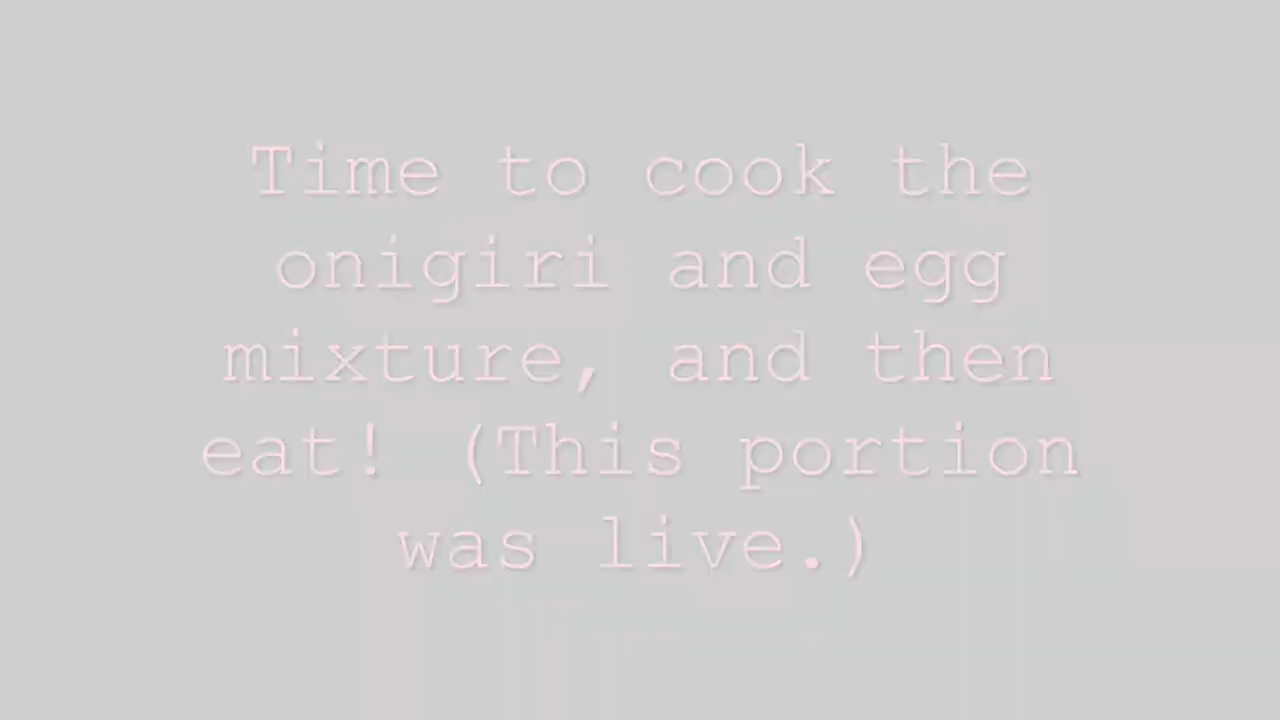 Time to cook the
onigiri and egg
mixture, and then
eat! (This portion
was live.)